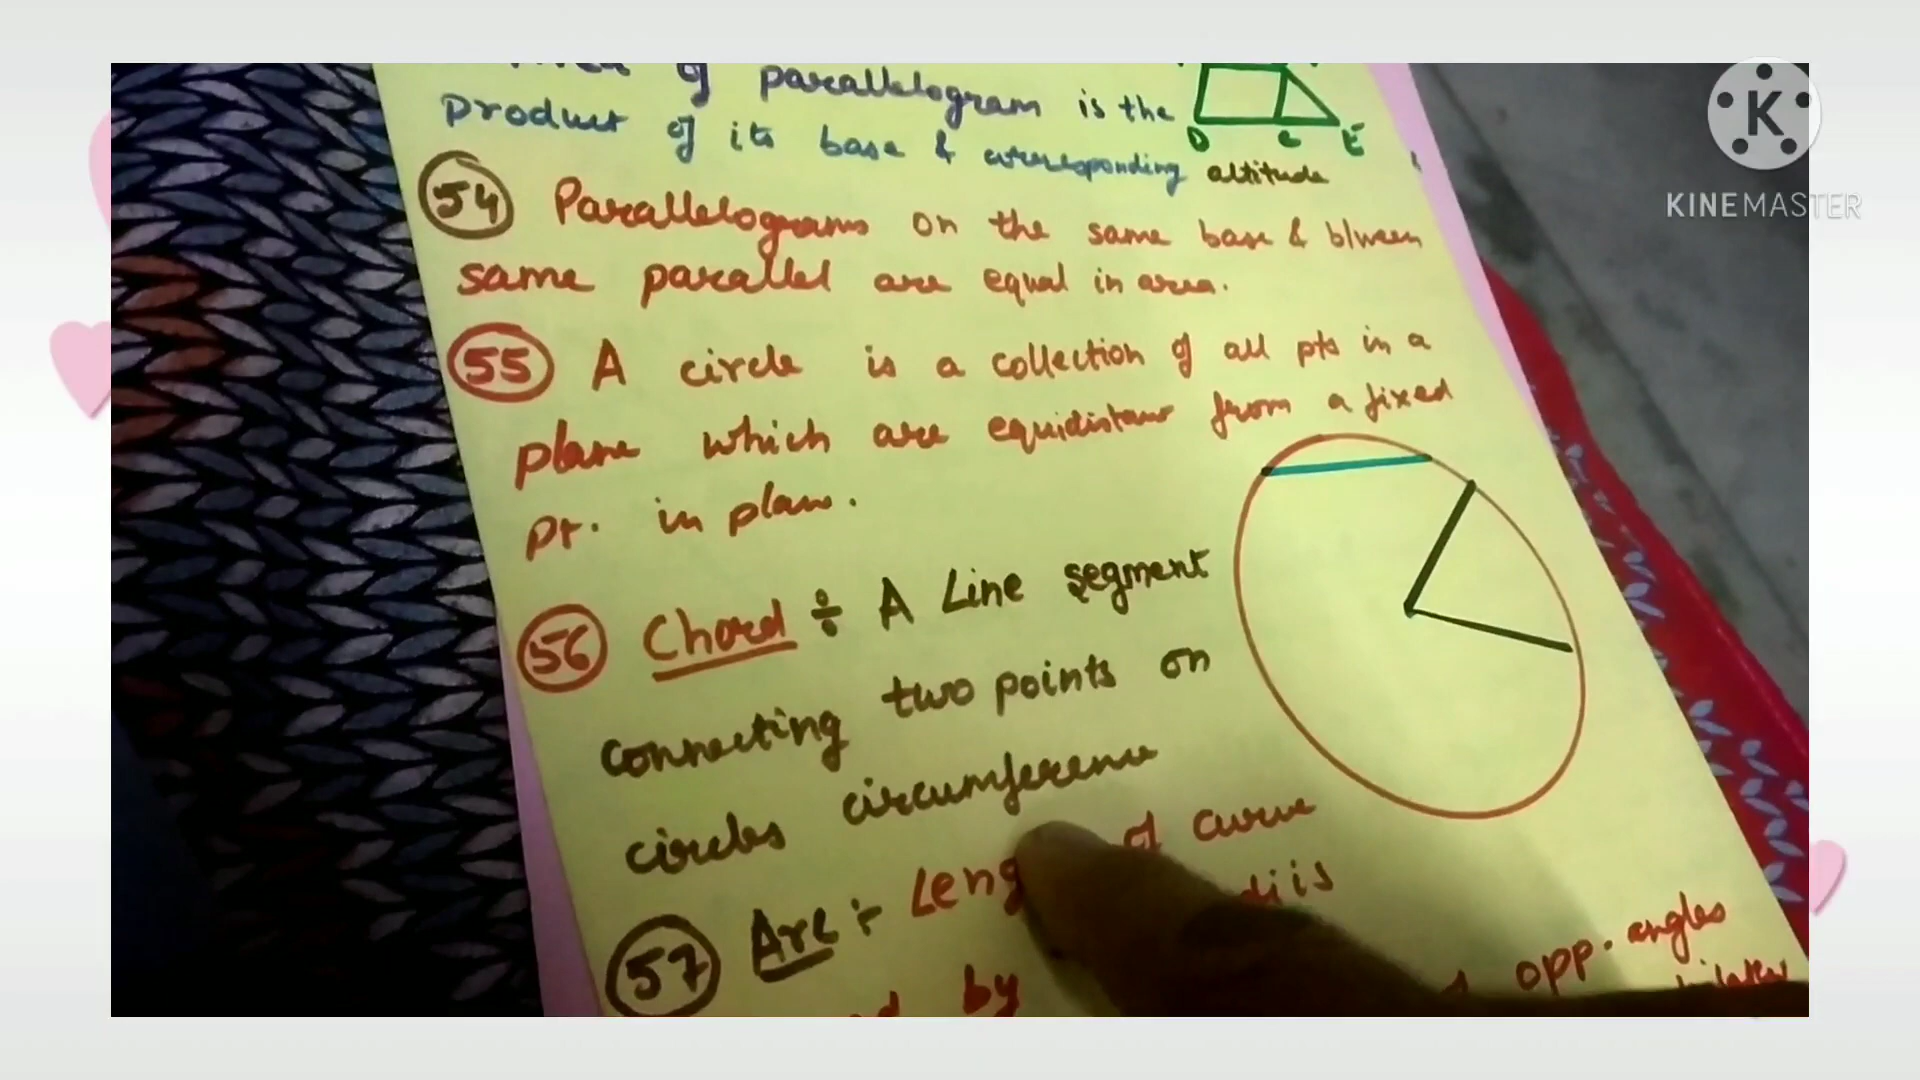 of parallelogram is the
product of its base & corresponding altitude
D C E
54 Parallelograms on the same base & b/ween
same parallel are equal in area.
55 A circle is a collection of all pts in a
plane which are equidistant from a fixed
pt. in plane.
56 Chord ÷ A Line segment
connecting two points on
circles circumference
57 Arc :- Leng of curve
by
opp. angles
K
KINEMASTER